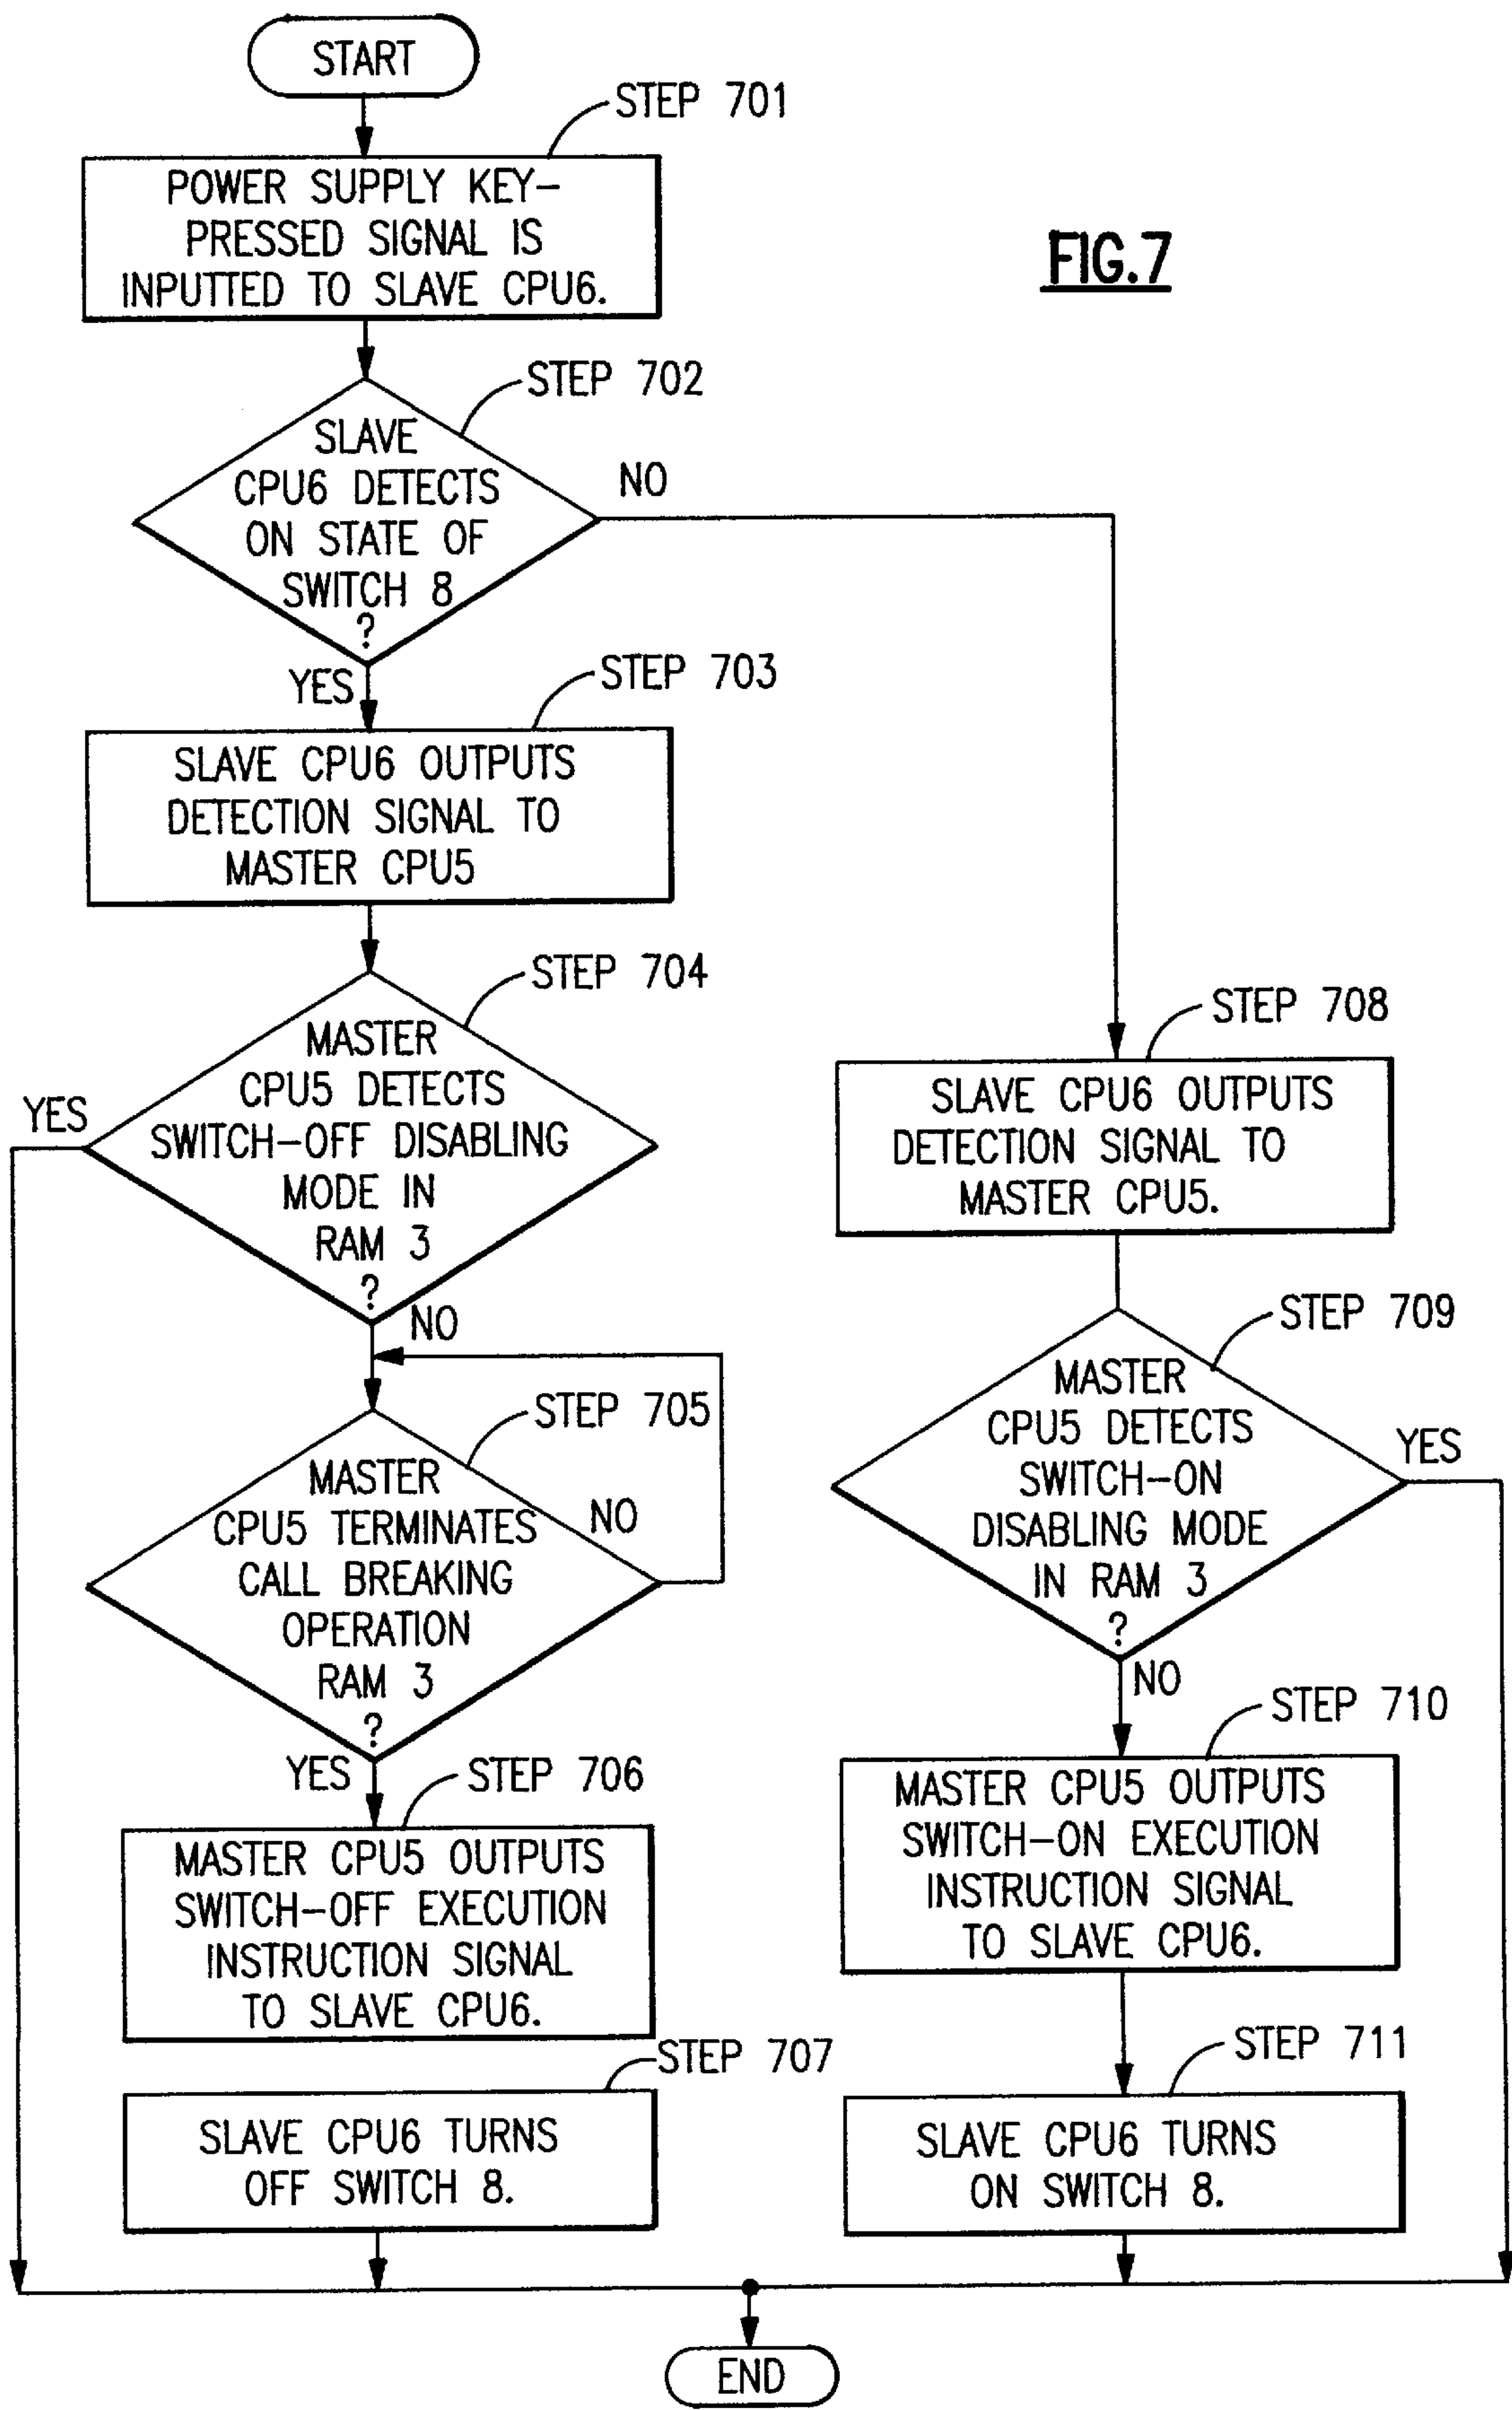 START
STEP 701
POWER SUPPLY KEY-
PRESSED SIGNAL IS
INPUTTED TO SLAVE CPU6.
FIG.7
STEP 702
SLAVE
CPU6 DETECTS
ON STATE OF
SWITCH 8
?
NO
YES
STEP 703
SLAVE CPU6 OUTPUTS
DETECTION SIGNAL TO
MASTER CPU5
STEP 704
MASTER
CPU5 DETECTS
SWITCH-OFF DISABLING
MODE IN
RAM 3
?
YES
NO
STEP 705
MASTER
CPU5 TERMINATES
CALL BREAKING
OPERATION
RAM 3
?
NO
YES
STEP 706
MASTER CPU5 OUTPUTS
SWITCH-OFF EXECUTION
INSTRUCTION SIGNAL
TO SLAVE CPU6.
STEP 707
SLAVE CPU6 TURNS
OFF SWITCH 8.
STEP 708
SLAVE CPU6 OUTPUTS
DETECTION SIGNAL TO
MASTER CPU5.
STEP 709
MASTER
CPU5 DETECTS
SWITCH-ON
DISABLING MODE
IN RAM 3
?
YES
NO
STEP 710
MASTER CPU5 OUTPUTS
SWITCH-ON EXECUTION
INSTRUCTION SIGNAL
TO SLAVE CPU6.
STEP 711
SLAVE CPU6 TURNS
ON SWITCH 8.
END